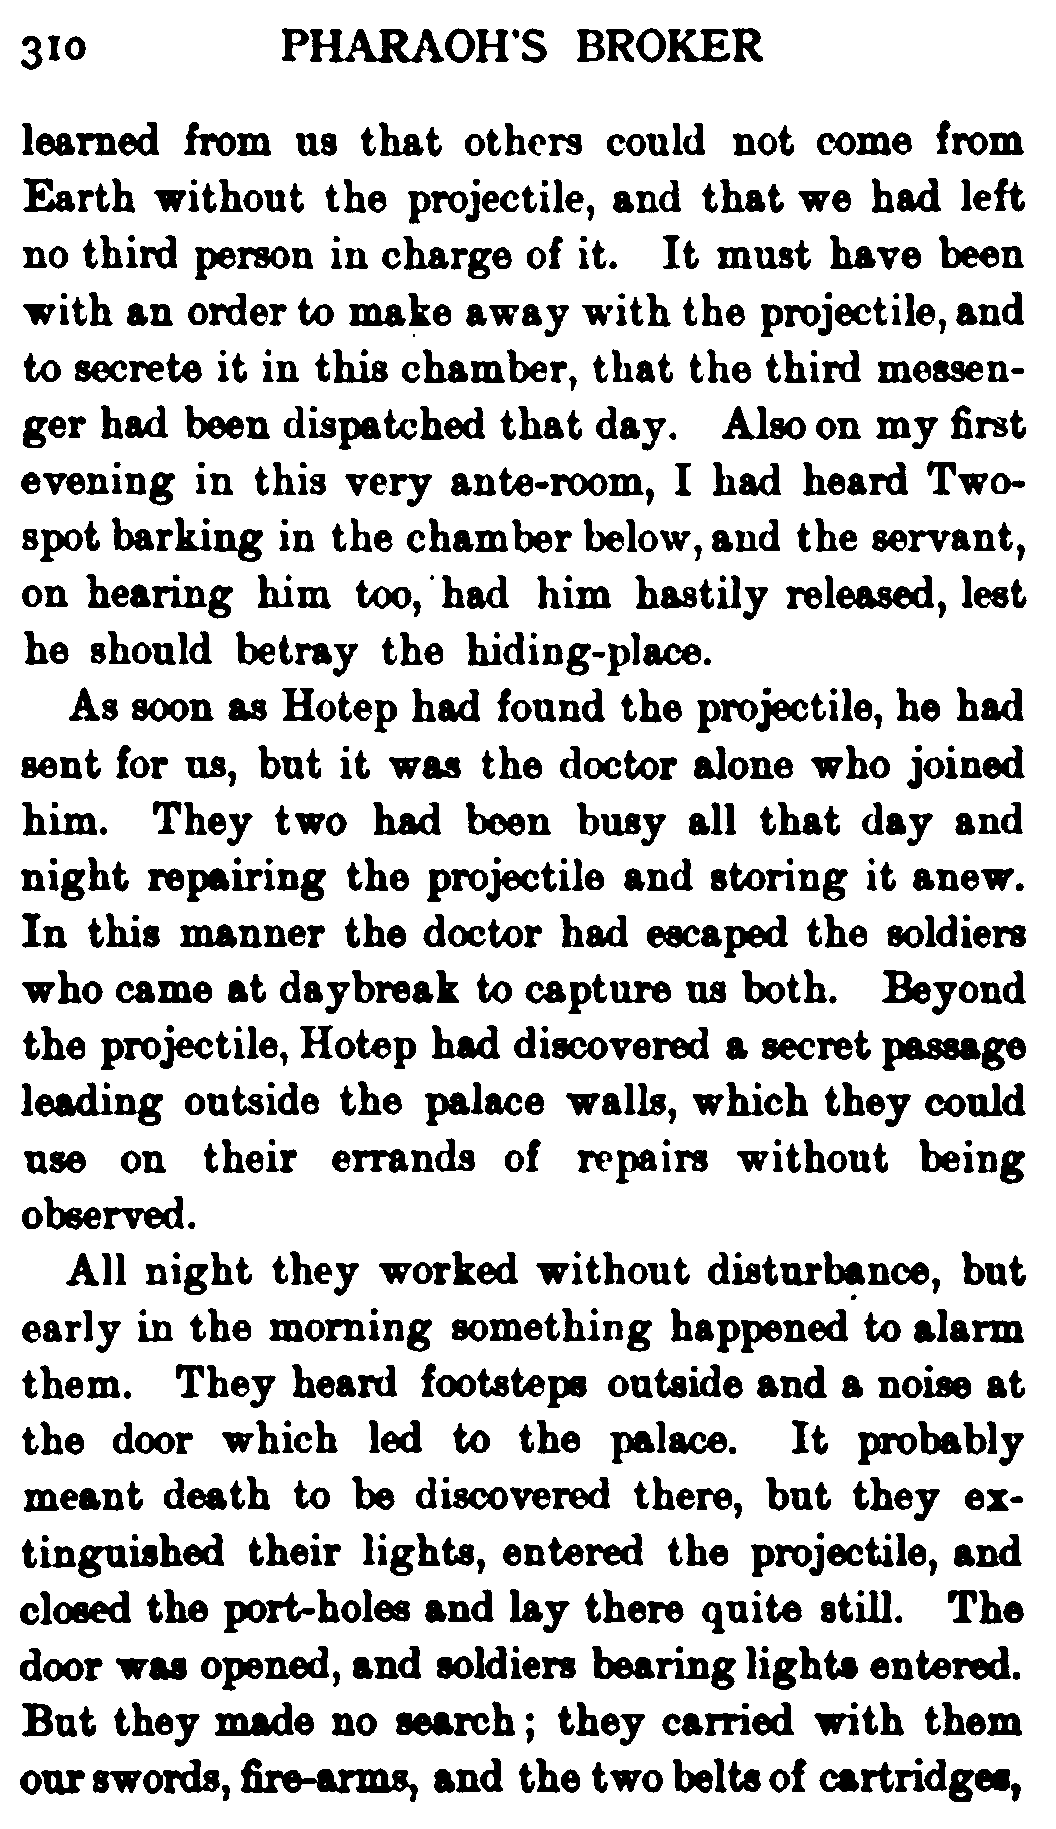 310 PHARAOH'S BROKER
learned from us that others could not come from
Earth without the projectile, and that we had left
no third person in charge of it. It must have been
with an order to make away with the projectile, and
to secrete it in this chamber, that the third messen-
ger had been dispatched that day. Also on my first
evening in this very ante-room, I had heard Two-
spot barking in the chamber below, and the servant,
on hearing him too, had him hastily released, lest
he should betray the hiding-place.
As soon as Hotep had found the projectile, he had
sent for us, but it was the doctor alone who joined
him. They two had been busy all that day and
night repairing the projectile and storing it anew.
In this manner the doctor had escaped the soldiers
who came at daybreak to capture us both. Beyond
the projectile, Hotep had discovered a secret passage
leading outside the palace walls, which they could
use on their errands of repairs without being
observed.
All night they worked without disturbance, but
early in the morning something happened to alarm
them. They heard footsteps outside and a noise at
the door which led to the palace. It probably
meant death to be discovered there, but they ex-
tinguished their lights, entered the projectile, and
closed the port-holes and lay there quite still. The
door was opened, and soldiers bearing lights entered.
But they made no search; they carried with them
our swords, fire-arms, and the two belts of cartridges,